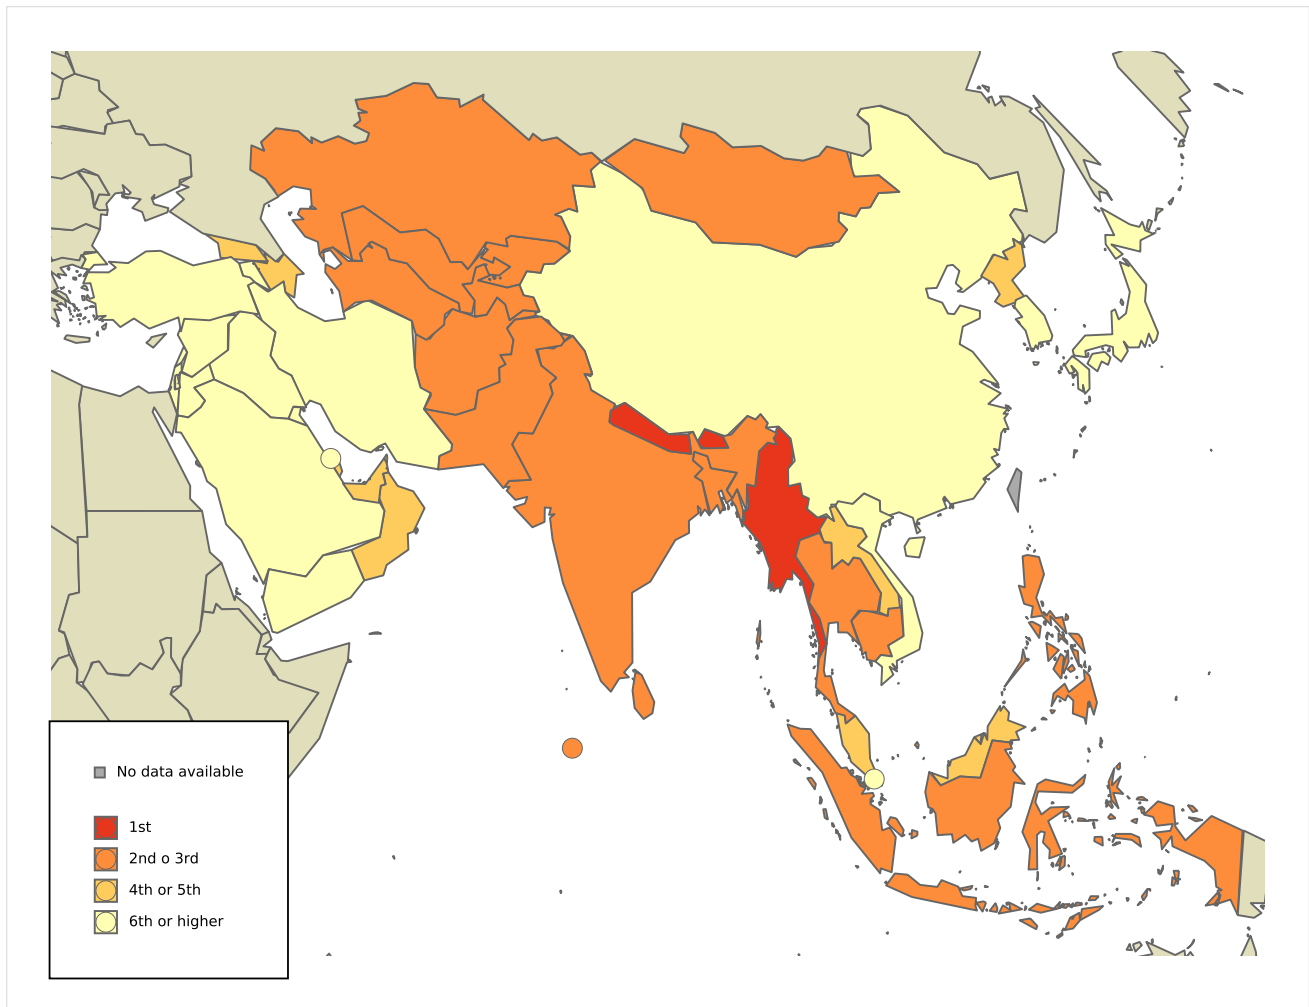 No data available
1st
2nd o 3rd
4th or 5th
6th or higher